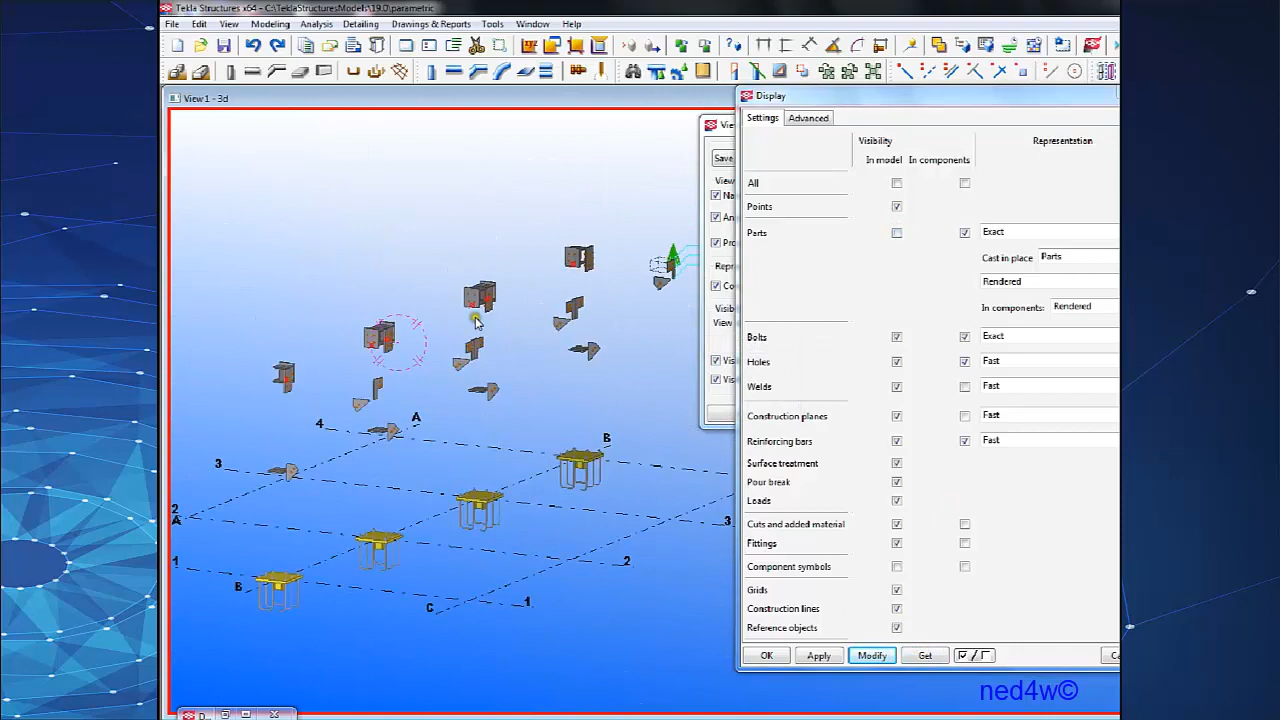 Tekla Structures x64 - C:\TeklaStructuresModels\19.0\parametric
File Edit View Modeling Analysis Detailing Drawings & Reports Tools Window Help
View 1 - 3d
Display
Settings Advanced
Visibility
Representation
In model In components
All
Points
Parts Exact
Cast in place Parts
Rendered
In components: Rendered
Bolts Exact
Holes Fast
Welds Fast
Construction planes Fast
Reinforcing bars Fast
Surface treatment
Pour break
Loads
Cuts and added material
Fittings
Component symbols
Grids
Construction lines
Reference objects
OK Apply Modify Get
Save
View
4 A
B
3
2
A
3
1
2
B
C
1
D...
ned4w©